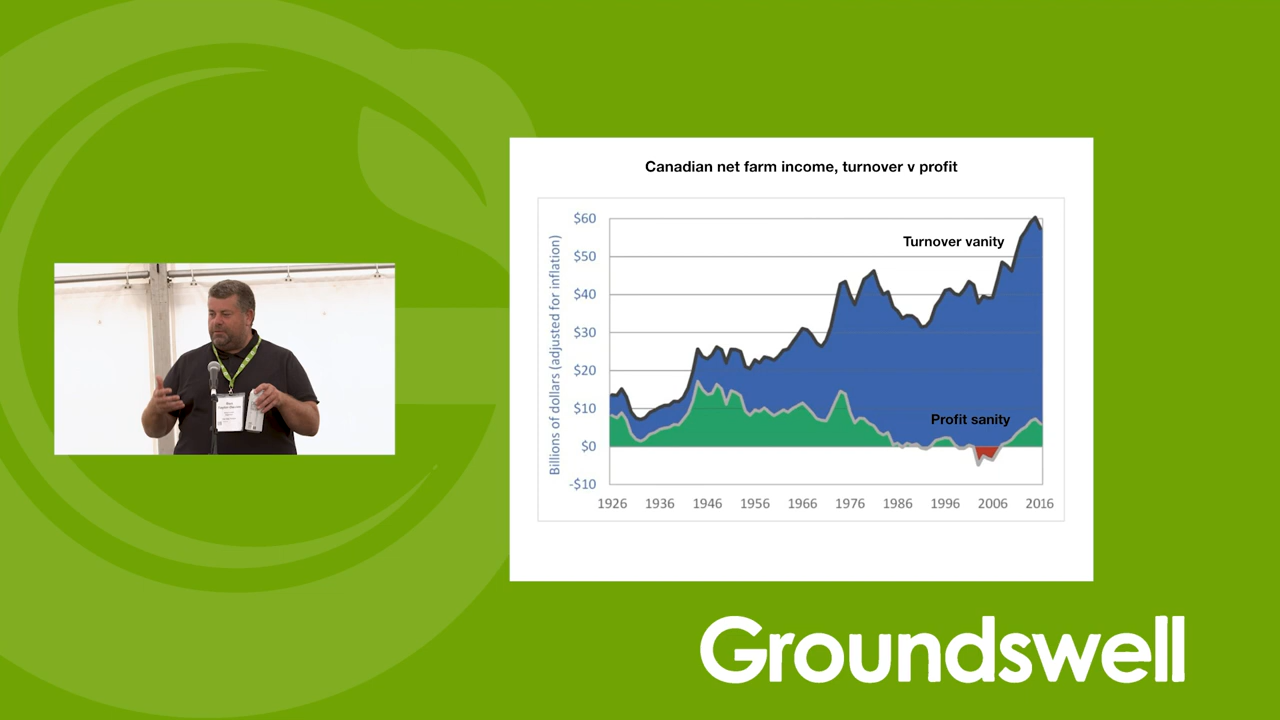 Canadian net farm income, turnover v profit
Billions of dollars (adjusted for inflation)
$60
$50
$40
$30
$20
$10
$0
-$10
Turnover vanity
Profit sanity
1926 1936 1946 1956 1966 1976 1986 1996 2006 2016
Groundswell